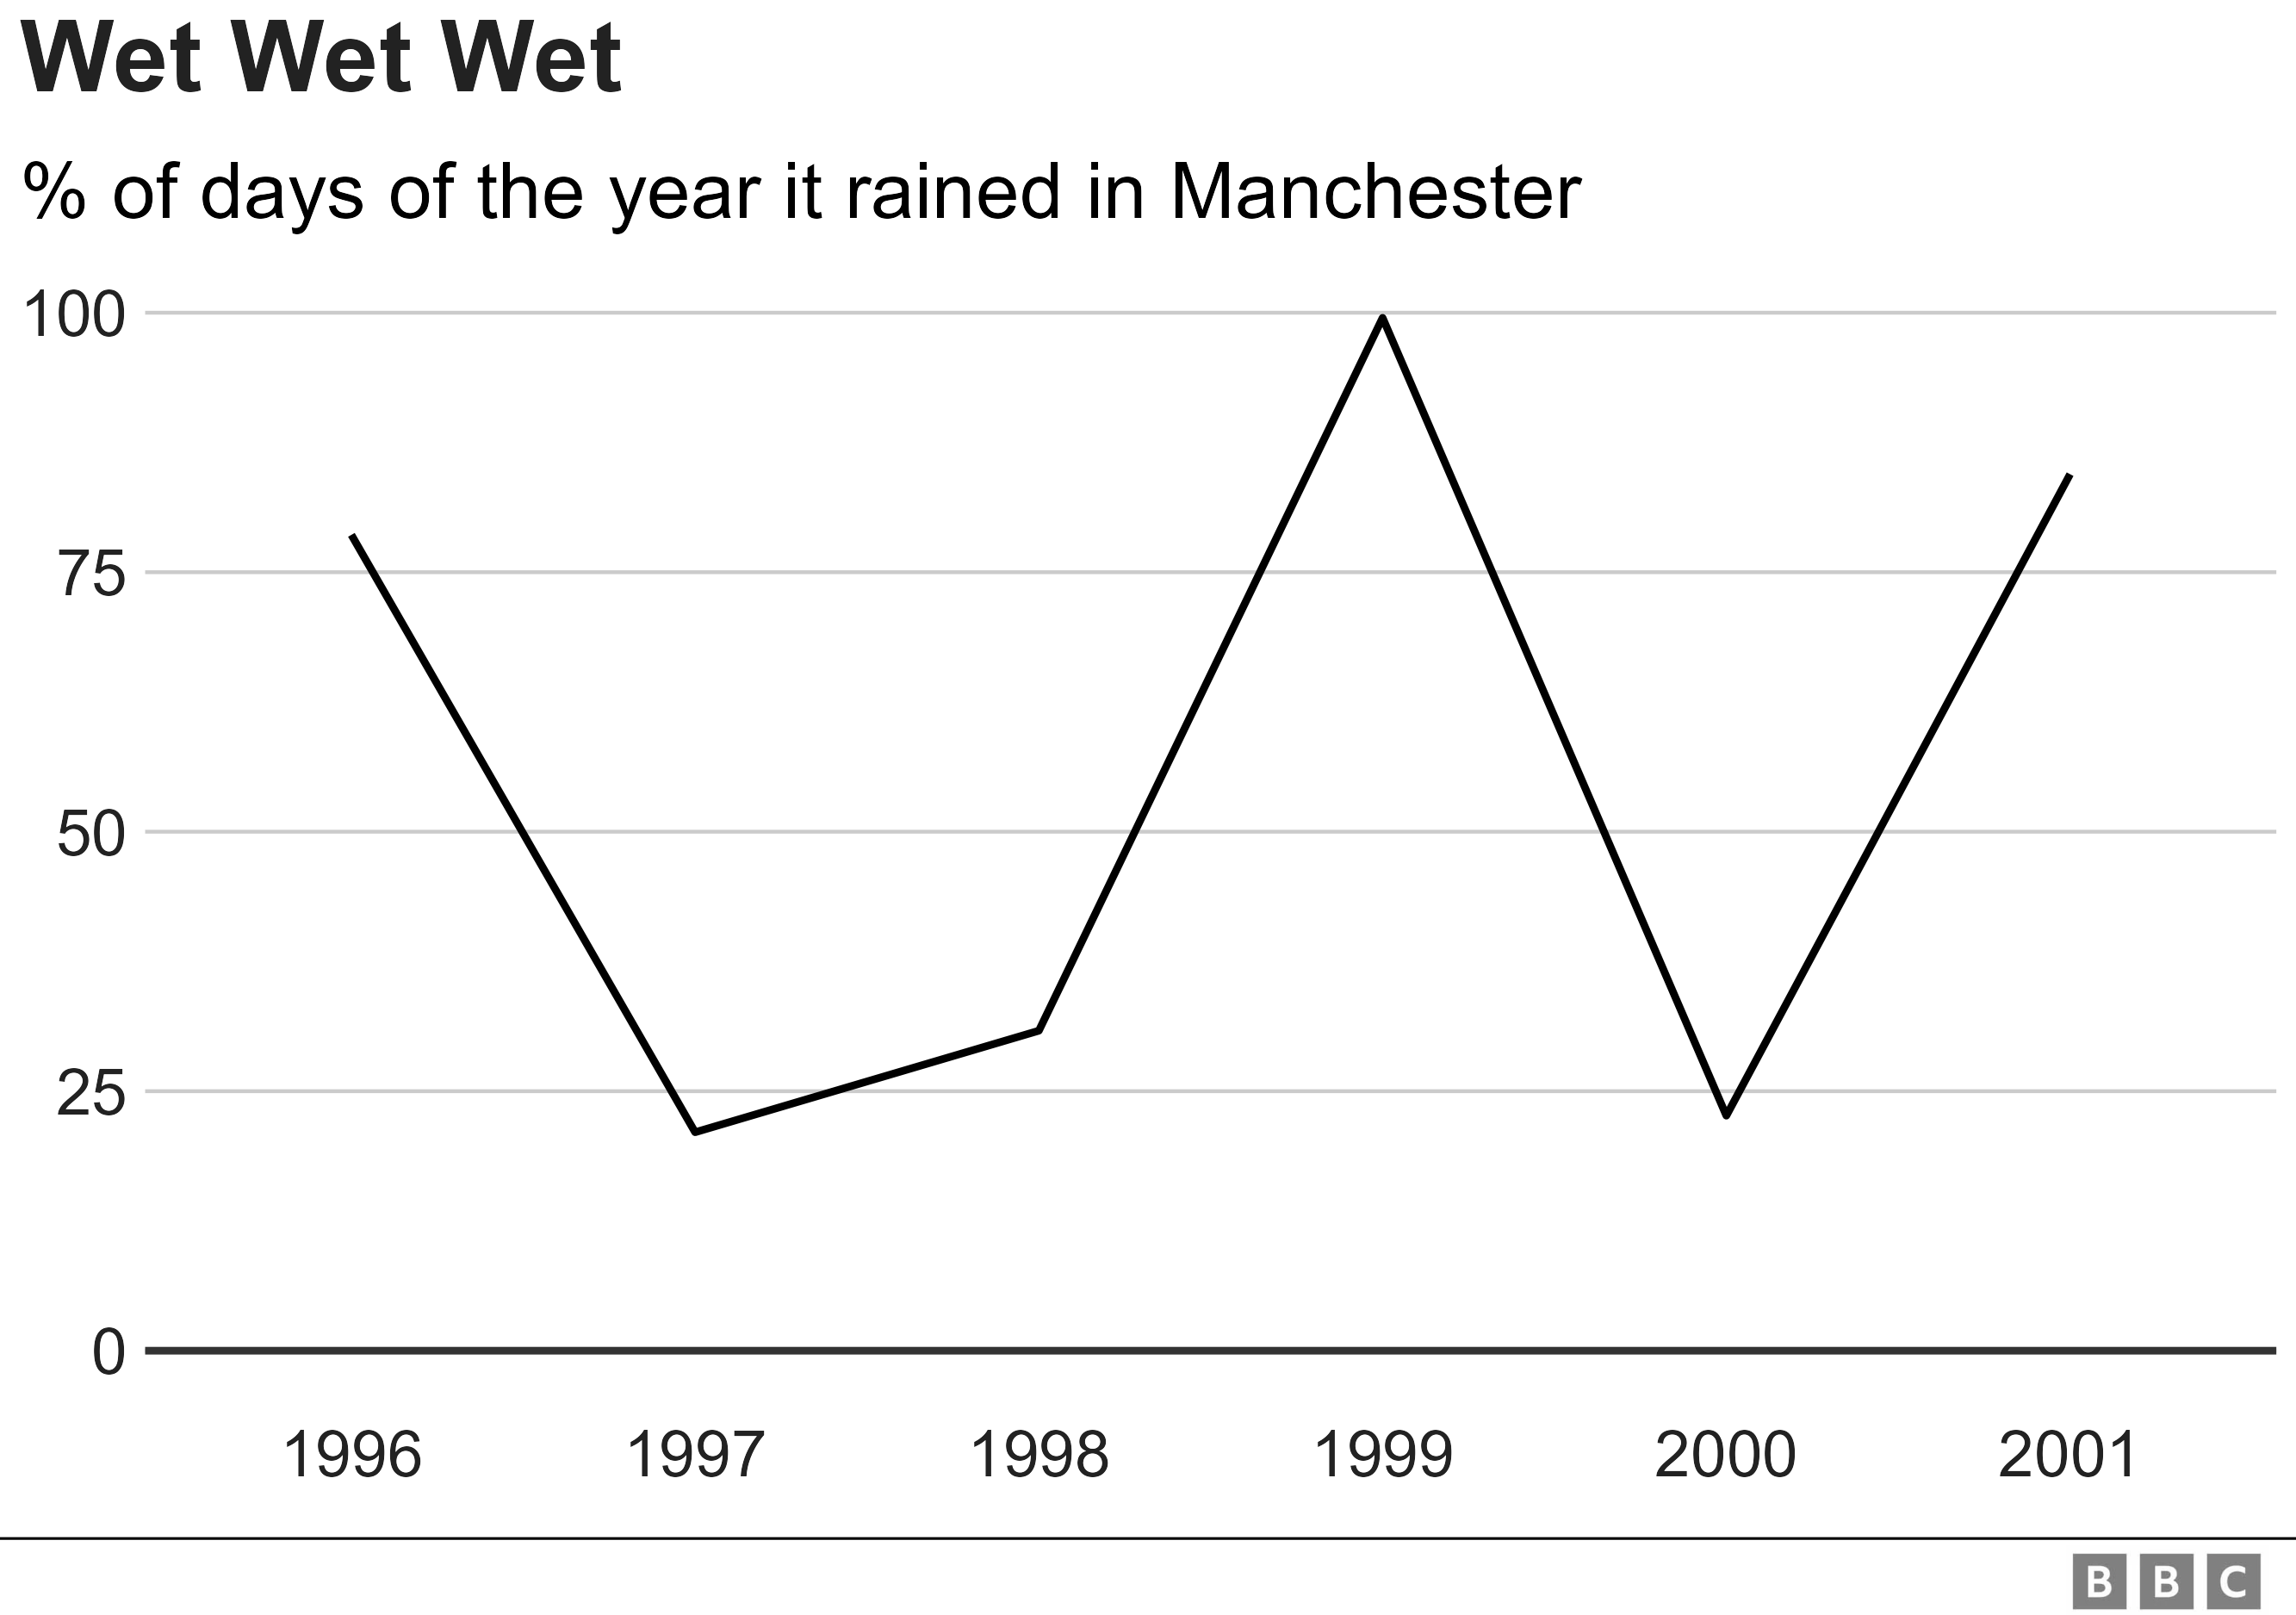 Wet Wet Wet
% of days of the year it rained in Manchester
100
75
50
25
0
1996 1997 1998 1999 2000 2001
BBC